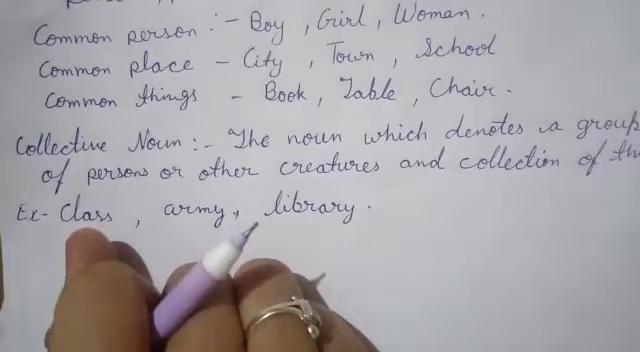 Common person :- Boy, Girl, Woman.
Common place - City, Town, School
Common things - Book, Table, Chair.
Collective Noun :- The noun which denotes a group
of persons or other creatures and collection of
Ex- Class, army, library.